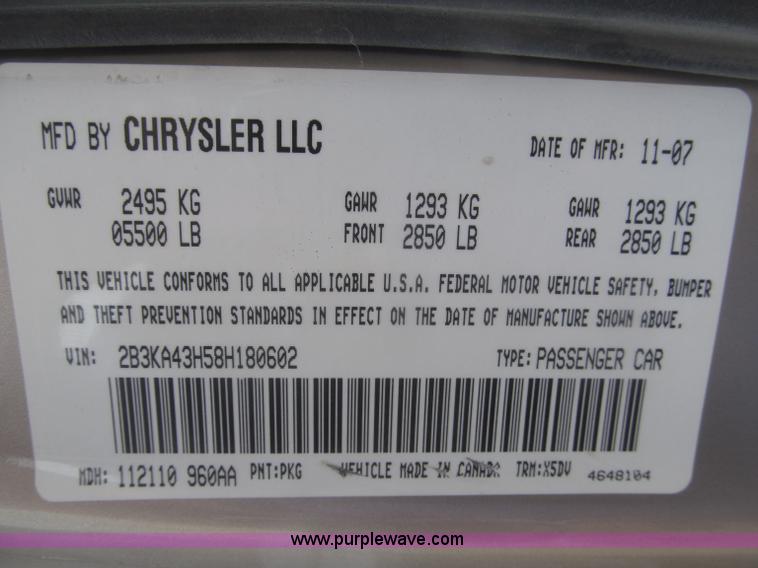 MFD BY CHRYSLER LLC DATE OF MFR: 11-07
GVWR 2495 KG GAWR 1293 KG GAWR 1293 KG
05500 LB FRONT 2850 LB REAR 2850 LB
THIS VEHICLE CONFORMS TO ALL APPLICABLE U.S.A. FEDERAL MOTOR VEHICLE SAFETY, BUMPER
AND THEFT PREVENTION STANDARDS IN EFFECT ON THE DATE OF MANUFACTURE SHOWN ABOVE.
VIN: 2B3KA43H58H180602 TYPE: PASSENGER CAR
MDH: 112110 960AA PNT:PKG VEHICLE MADE IN CANADA TRM:X5DV 4648104
www.purplewave.com